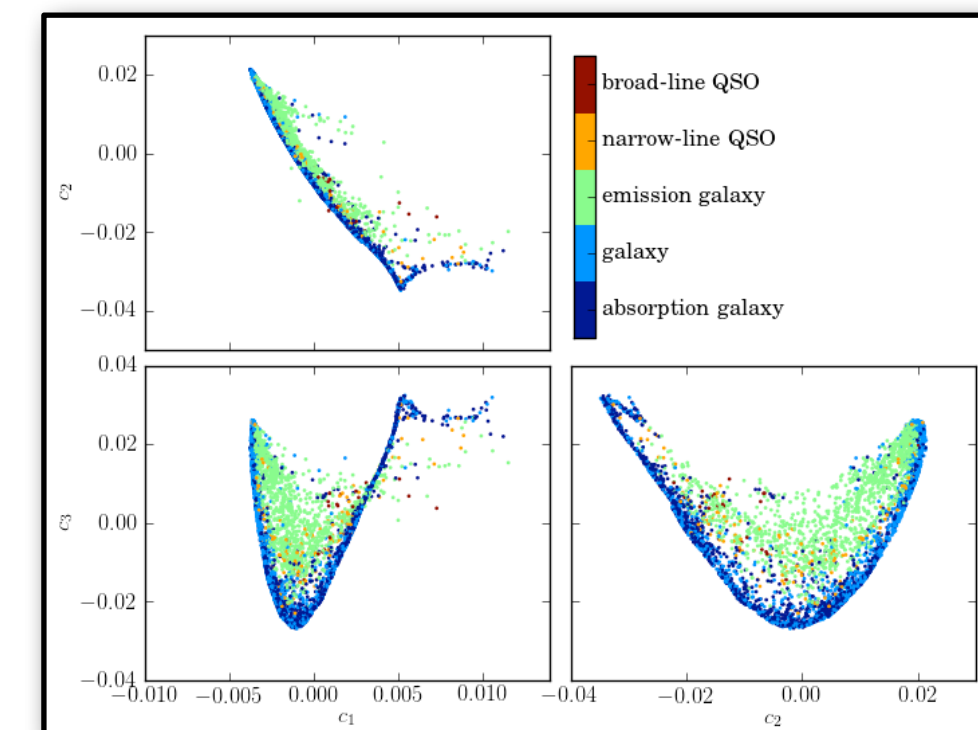 0.02
0.00
−0.02
−0.04
c₂
broad-line QSO
narrow-line QSO
emission galaxy
galaxy
absorption galaxy
0.04
0.02
0.00
−0.02
−0.04
c₃
−0.010 −0.005 0.000 0.005 0.010
c₁
−0.04 −0.02 0.00 0.02
c₂